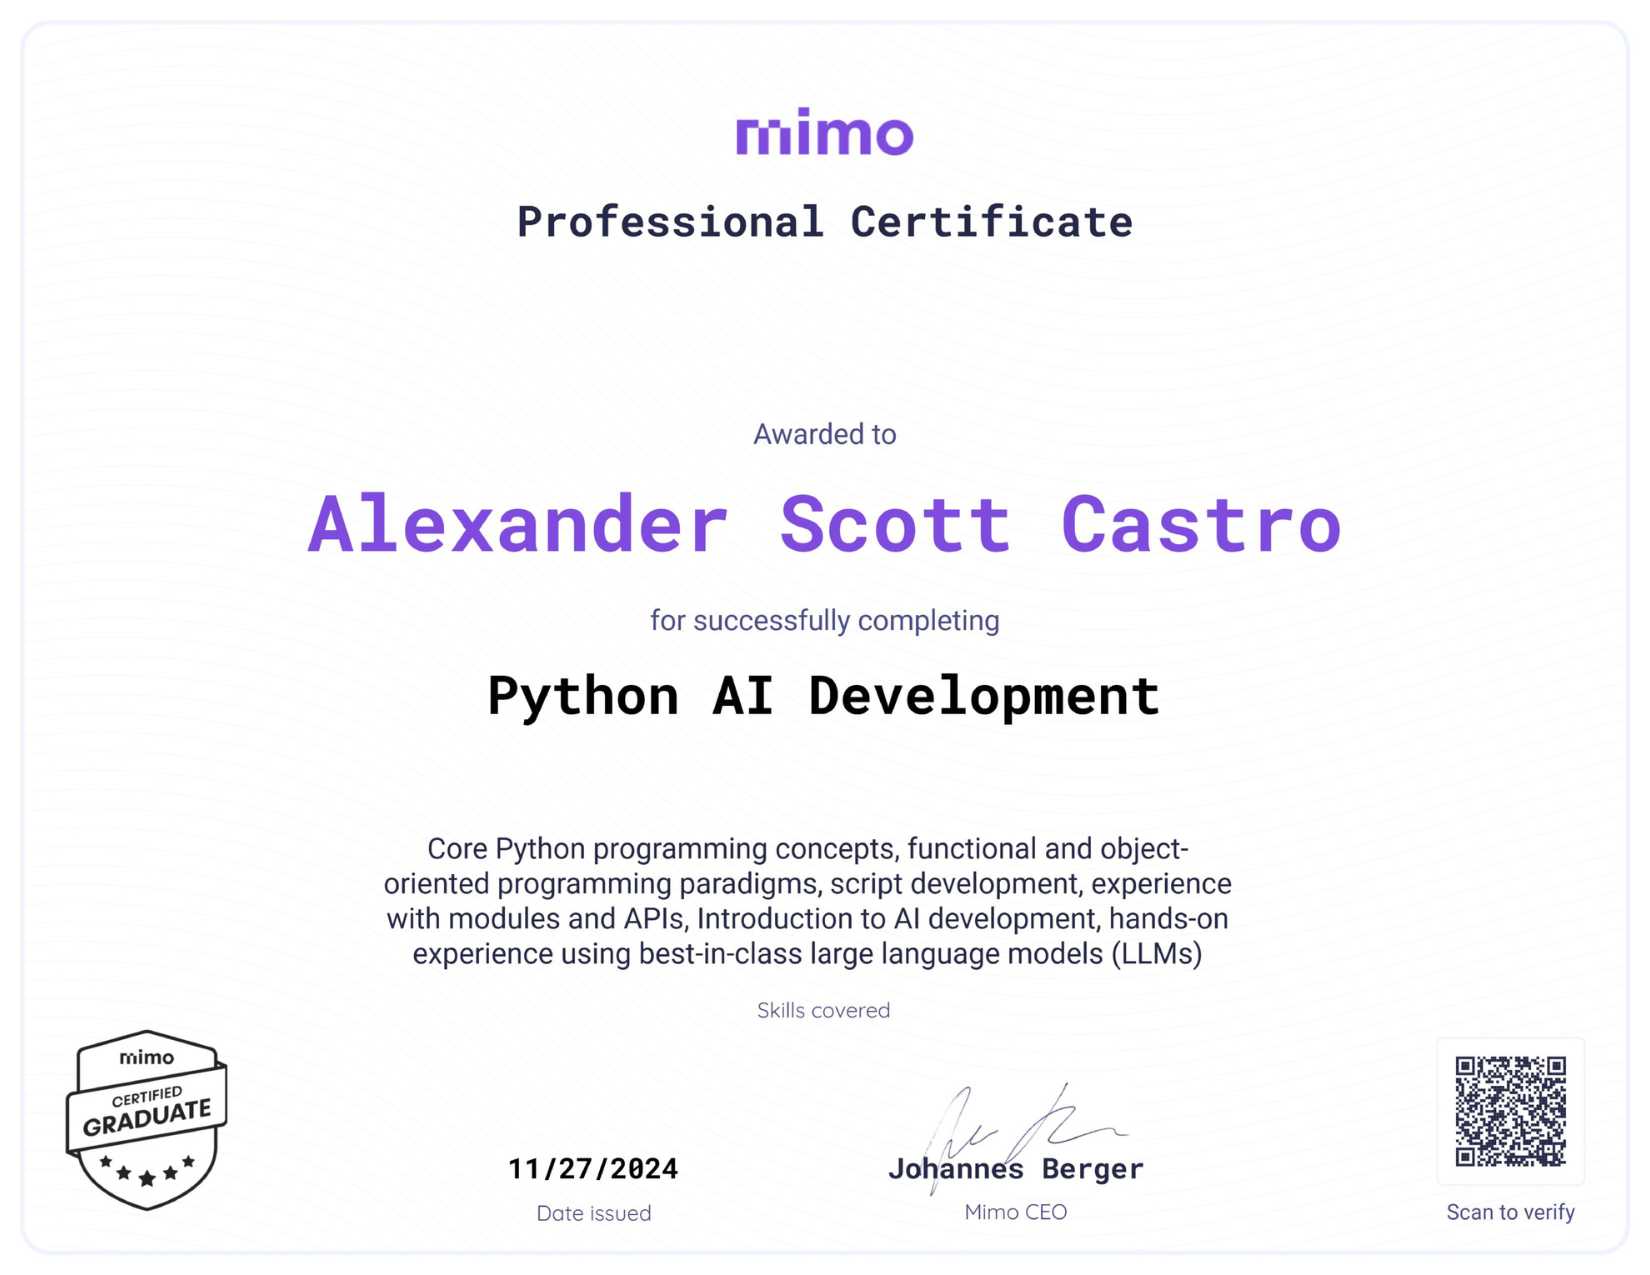 mimo
Professional Certificate
Awarded to
Alexander Scott Castro
for successfully completing
Python AI Development
Core Python programming concepts, functional and object-
oriented programming paradigms, script development, experience
with modules and APIs, Introduction to AI development, hands-on
experience using best-in-class large language models (LLMs)
Skills covered
mimo
CERTIFIED
GRADUATE
11/27/2024
Date issued
Johannes Berger
Mimo CEO
Scan to verify